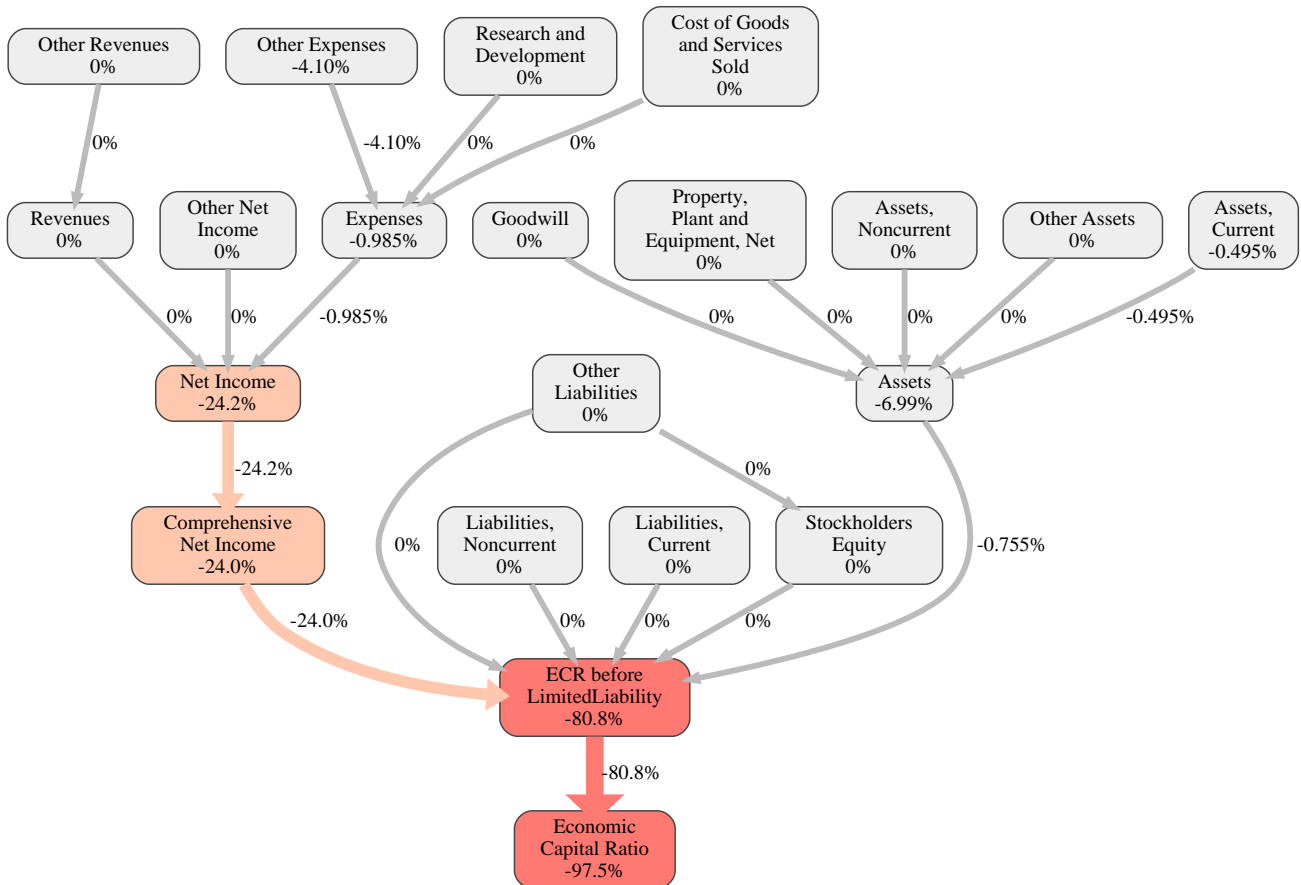 Other Revenues
0%
Other Expenses
-4.10%
Research and
Development
0%
Cost of Goods
and Services
Sold
0%
0%
-4.10%
0%
0%
Revenues
0%
Other Net
Income
0%
Expenses
-0.985%
Goodwill
0%
Property,
Plant and
Equipment, Net
0%
Assets,
Noncurrent
0%
Other Assets
0%
Assets,
Current
-0.495%
0%
0%
-0.985%
0%
0%
0%
0%
-0.495%
Net Income
-24.2%
Other
Liabilities
0%
Assets
-6.99%
-24.2%
0%
Comprehensive
Net Income
-24.0%
0%
Liabilities,
Noncurrent
0%
Liabilities,
Current
0%
Stockholders
Equity
0%
-0.755%
-24.0%
0%
0%
0%
ECR before
LimitedLiability
-80.8%
-80.8%
Economic
Capital Ratio
-97.5%